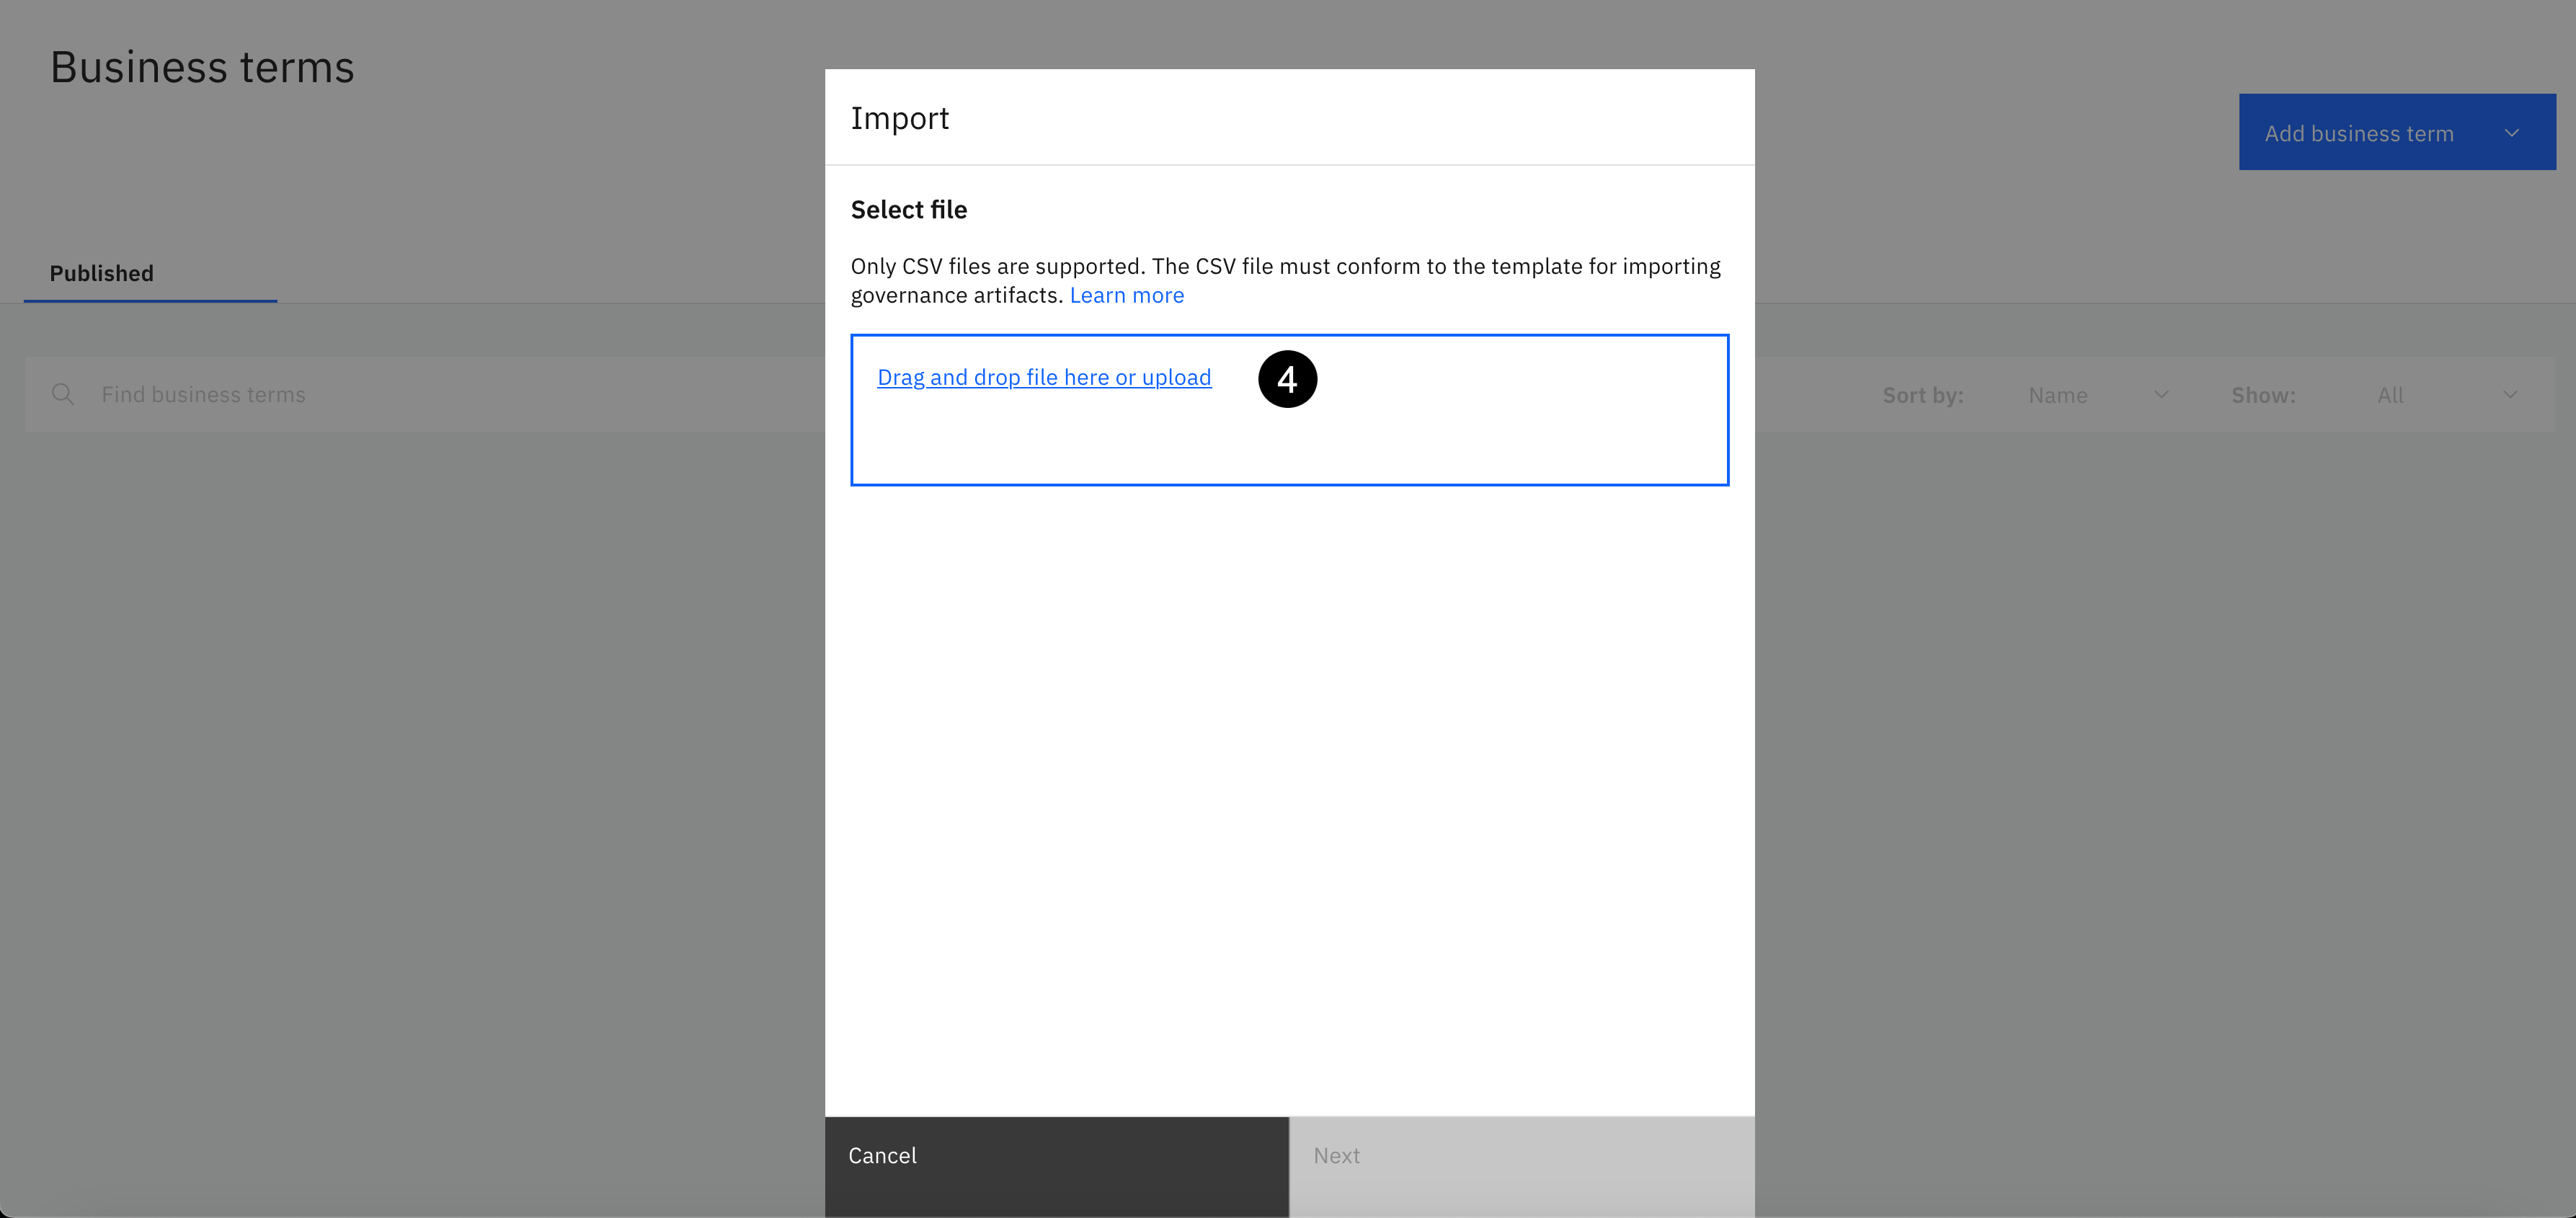 Business terms
Import
Add business term
Select file
Only CSV files are supported. The CSV file must conform to the template for importing
governance artifacts. Learn more
Published
Drag and drop file here or upload
4
Find business terms
Sort by:
Name
Show:
All
Cancel
Next